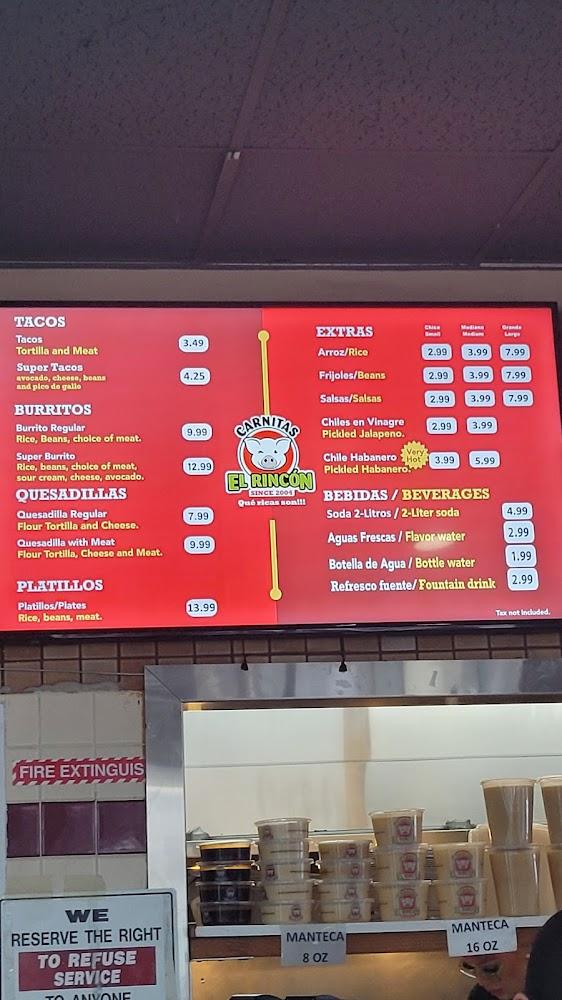 TACOS
Tacos 3.49
Tortilla and Meat
Super Tacos 4.25
avocado, cheese, beans
and pico de gallo
BURRITOS
Burrito Regular 9.99
Rice, Beans, choice of meat.
Super Burrito 12.99
Rice, beans, choice of meat,
sour cream, cheese, avocado.
QUESADILLAS
Quesadilla Regular 7.99
Flour Tortilla and Cheese.
Quesadilla with Meat 9.99
Flour Tortilla, Cheese and Meat.
PLATILLOS
Platillos/Plates 13.99
Rice, beans, meat.
CARNITAS
EL RINCÓN
SINCE 2004
Qué ricas son!!!
EXTRAS
Chico Mediano Grande
Small Medium Large
Arroz/Rice 2.99 3.99 7.99
Frijoles/Beans 2.99 3.99 7.99
Salsas/Salsas 2.99 3.99 7.99
Chiles en Vinagre 2.99 3.99
Pickled Jalapeno.
Chile Habanero Very Hot 3.99 5.99
Pickled Habanero.
BEBIDAS / BEVERAGES
Soda 2-Litros / 2-Liter soda 4.99
Aguas Frescas / Flavor water 2.99
Botella de Agua / Bottle water 1.99
Refresco fuente/ Fountain drink 2.99
Tax not included.
FIRE EXTINGUIS
WE
RESERVE THE RIGHT
TO REFUSE
SERVICE
TO ANYONE
MANTECA
8 OZ
MANTECA
16 OZ